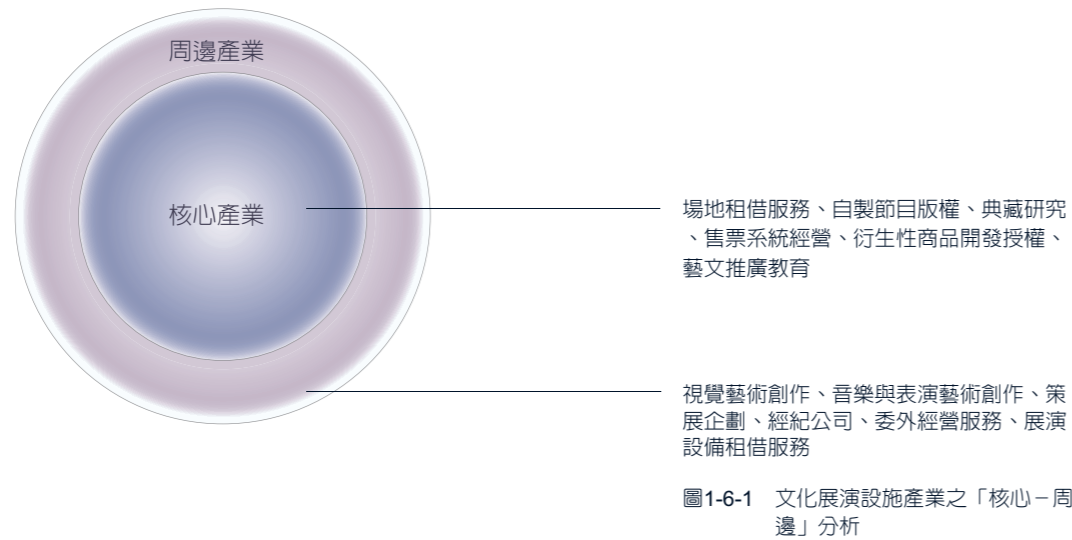 周邊產業
核心產業
場地租借服務、自製節目版權、典藏研究
、售票系統經營、衍生性商品開發授權、
藝文推廣教育
視覺藝術創作、音樂與表演藝術創作、策
展企劃、經紀公司、委外經營服務、展演
設備租借服務
圖1-6-1　文化展演設施產業之「核心－周
邊」分析